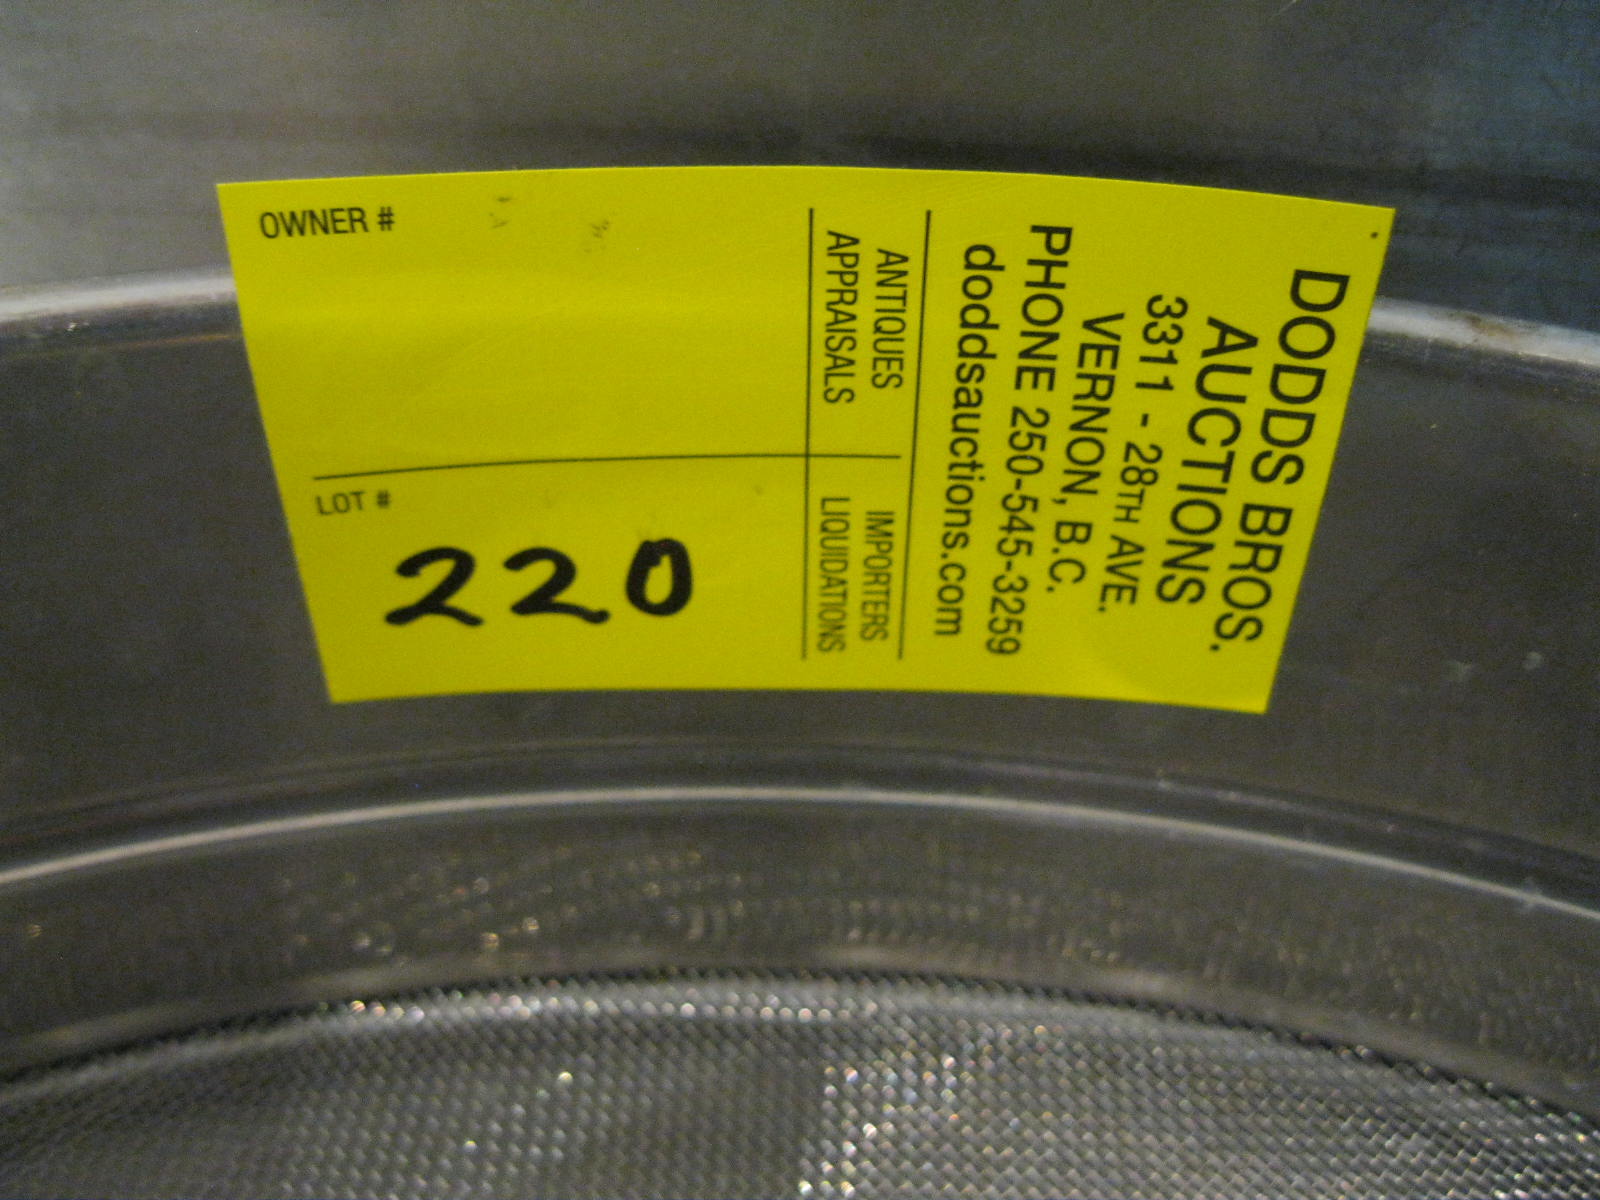 DODDS BROS.
AUCTIONS
3311 - 28TH AVE.
VERNON, B.C.
PHONE 250-545-3259
doddsauctions.com
ANTIQUES
APPRAISALS
IMPORTERS
LIQUIDATIONS
OWNER #
LOT #
220